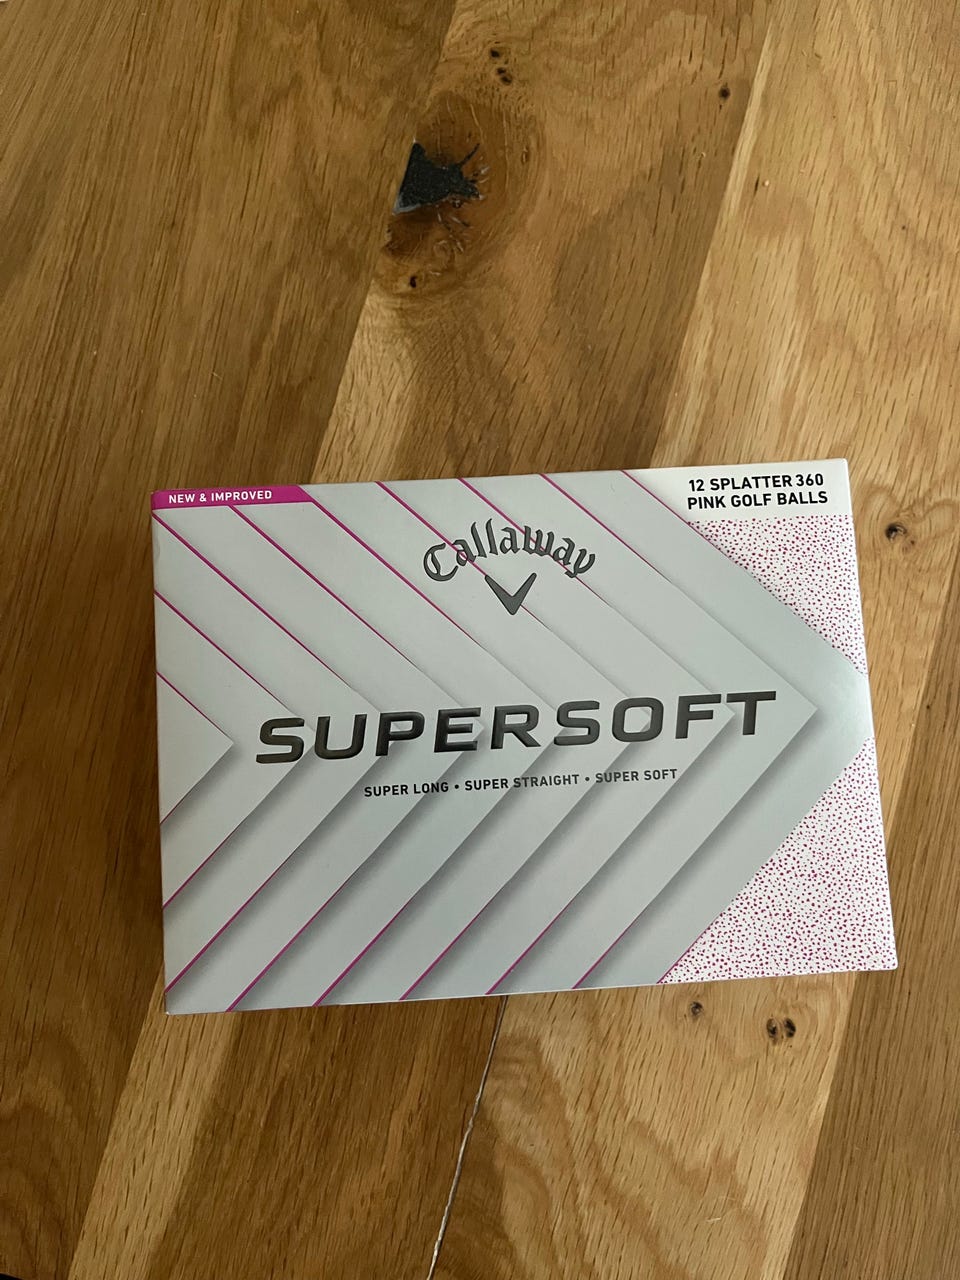 NEW & IMPROVED
12 SPLATTER 360
PINK GOLF BALLS
Callaway
SUPERSOFT
SUPER LONG • SUPER STRAIGHT • SUPER SOFT